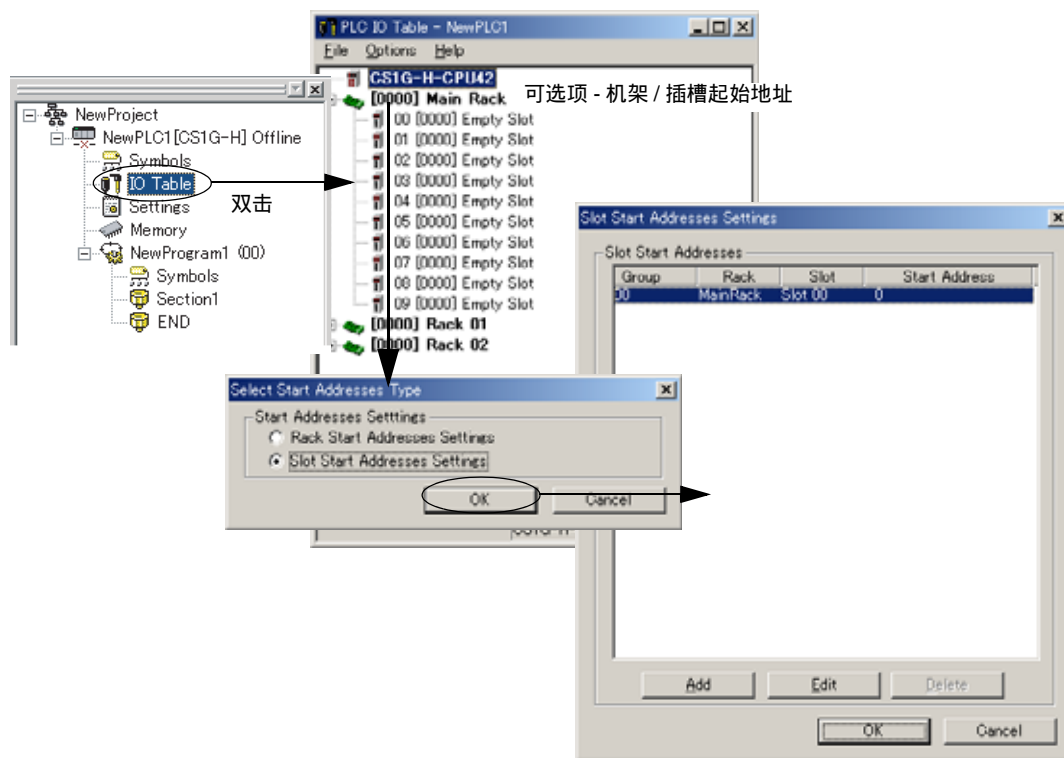 PLC IO Table - NewPLC1
File Options Help
CS1G-H-CPU42
[0000] Main Rack
可选项 - 机架 / 插槽起始地址
00 [0000] Empty Slot
01 [0000] Empty Slot
02 [0000] Empty Slot
03 [0000] Empty Slot
04 [0000] Empty Slot
05 [0000] Empty Slot
06 [0000] Empty Slot
07 [0000] Empty Slot
08 [0000] Empty Slot
09 [0000] Empty Slot
[0000] Rack 01
[0000] Rack 02
NewProject
NewPLC1[CS1G-H] Offline
Symbols
IO Table
双击
Settings
Memory
NewProgram1 (00)
Symbols
Section1
END
Select Start Addresses Type
Start Addresses Setttings
Rack Start Addresses Settings
Slot Start Addresses Settings
OK Cancel
Slot Start Addresses Settings
Slot Start Addresses
Group Rack Slot Start Address
00 MainRack Slot 00 0
Add Edit Delete
OK Cancel